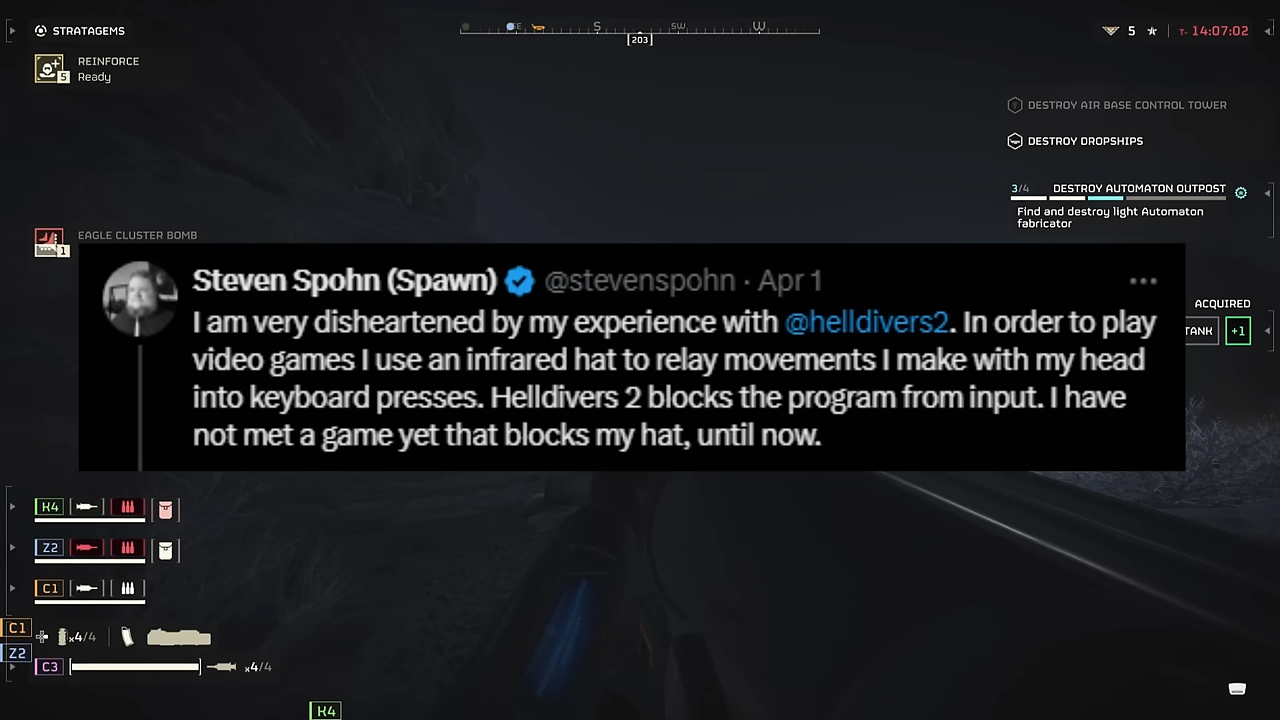 STRATAGEMS
REINFORCE
5
Ready
SE S SW W
[203]
5
T- 14:07:02
DESTROY AIR BASE CONTROL TOWER
DESTROY DROPSHIPS
3/4 DESTROY AUTOMATON OUTPOST
Find and destroy light Automaton
fabricator
EAGLE CLUSTER BOMB
1
Steven Spohn (Spawn) @stevenspohn · Apr 1
I am very disheartened by my experience with @helldivers2. In order to play
video games I use an infrared hat to relay movements I make with my head
into keyboard presses. Helldivers 2 blocks the program from input. I have
not met a game yet that blocks my hat, until now.
ACQUIRED
TANK +1
K4
Z2
C1
C1 x4/4
Z2
C3 x4/4
K4